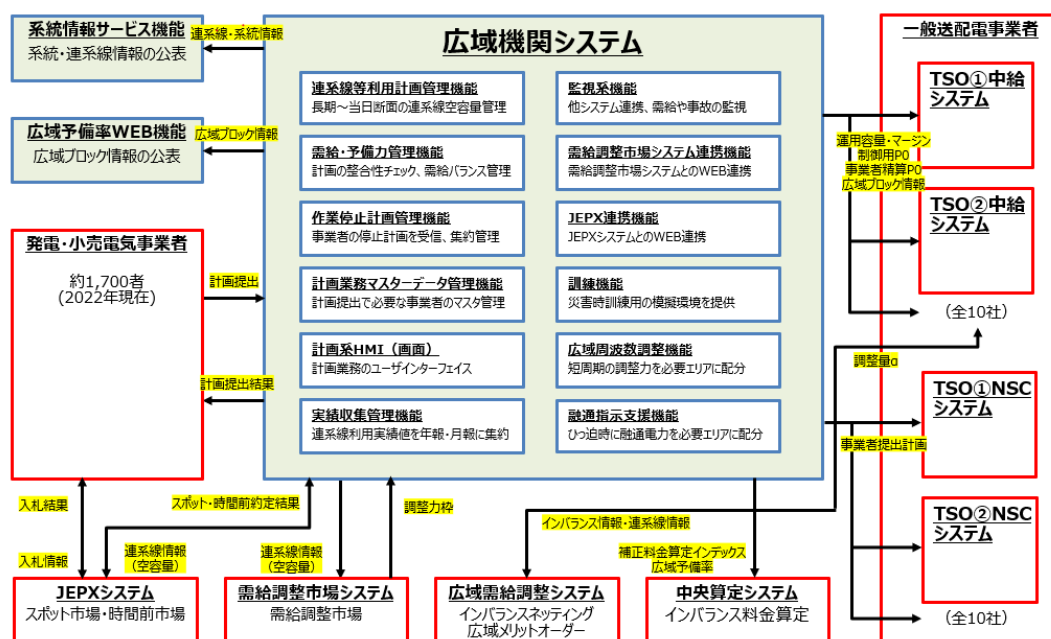 系統情報サービス機能
系統・連系線情報の公表
連系線・系統情報
広域予備率WEB機能
広域ブロック情報の公表
広域ブロック情報
発電・小売電気事業者
約1,700者
(2022年現在)
計画提出
計画提出結果
広域機関システム
連系線等利用計画管理機能
長期～当日断面の連系線空容量管理
監視系機能
他システム連携、需給や事故の監視
需給・予備力管理機能
計画の整合性チェック、需給バランス管理
需給調整市場システム連携機能
需給調整市場システムとのWEB連携
作業停止計画管理機能
事業者の停止計画を受信、集約管理
JEPX連携機能
JEPXシステムとのWEB連携
計画業務マスターデータ管理機能
計画提出で必要な事業者のマスタ管理
訓練機能
災害時訓練用の模擬環境を提供
計画系HMI（画面）
計画業務のユーザインターフェイス
広域周波数調整機能
短周期の調整力を必要エリアに配分
実績収集管理機能
連系線利用実績値を年報・月報に集約
融通指示支援機能
ひっ迫時に融通電力を必要エリアに配分
一般送配電事業者
TSO①中給
システム
運用容量・マージン
制御用P0
事業者精算P0
広域ブロック情報
TSO②中給
システム
（全10社）
調整量α
TSO①NSC
システム
事業者提出計画
TSO②NSC
システム
（全10社）
入札結果
入札情報
スポット・時間前約定結果
連系線情報
（空容量）
連系線情報
（空容量）
調整力枠
インバランス情報・連系線情報
補正料金算定インデックス
広域予備率
JEPXシステム
スポット市場・時間前市場
需給調整市場システム
需給調整市場
広域需給調整システム
インバランスネッティング
広域メリットオーダー
中央算定システム
インバランス料金算定